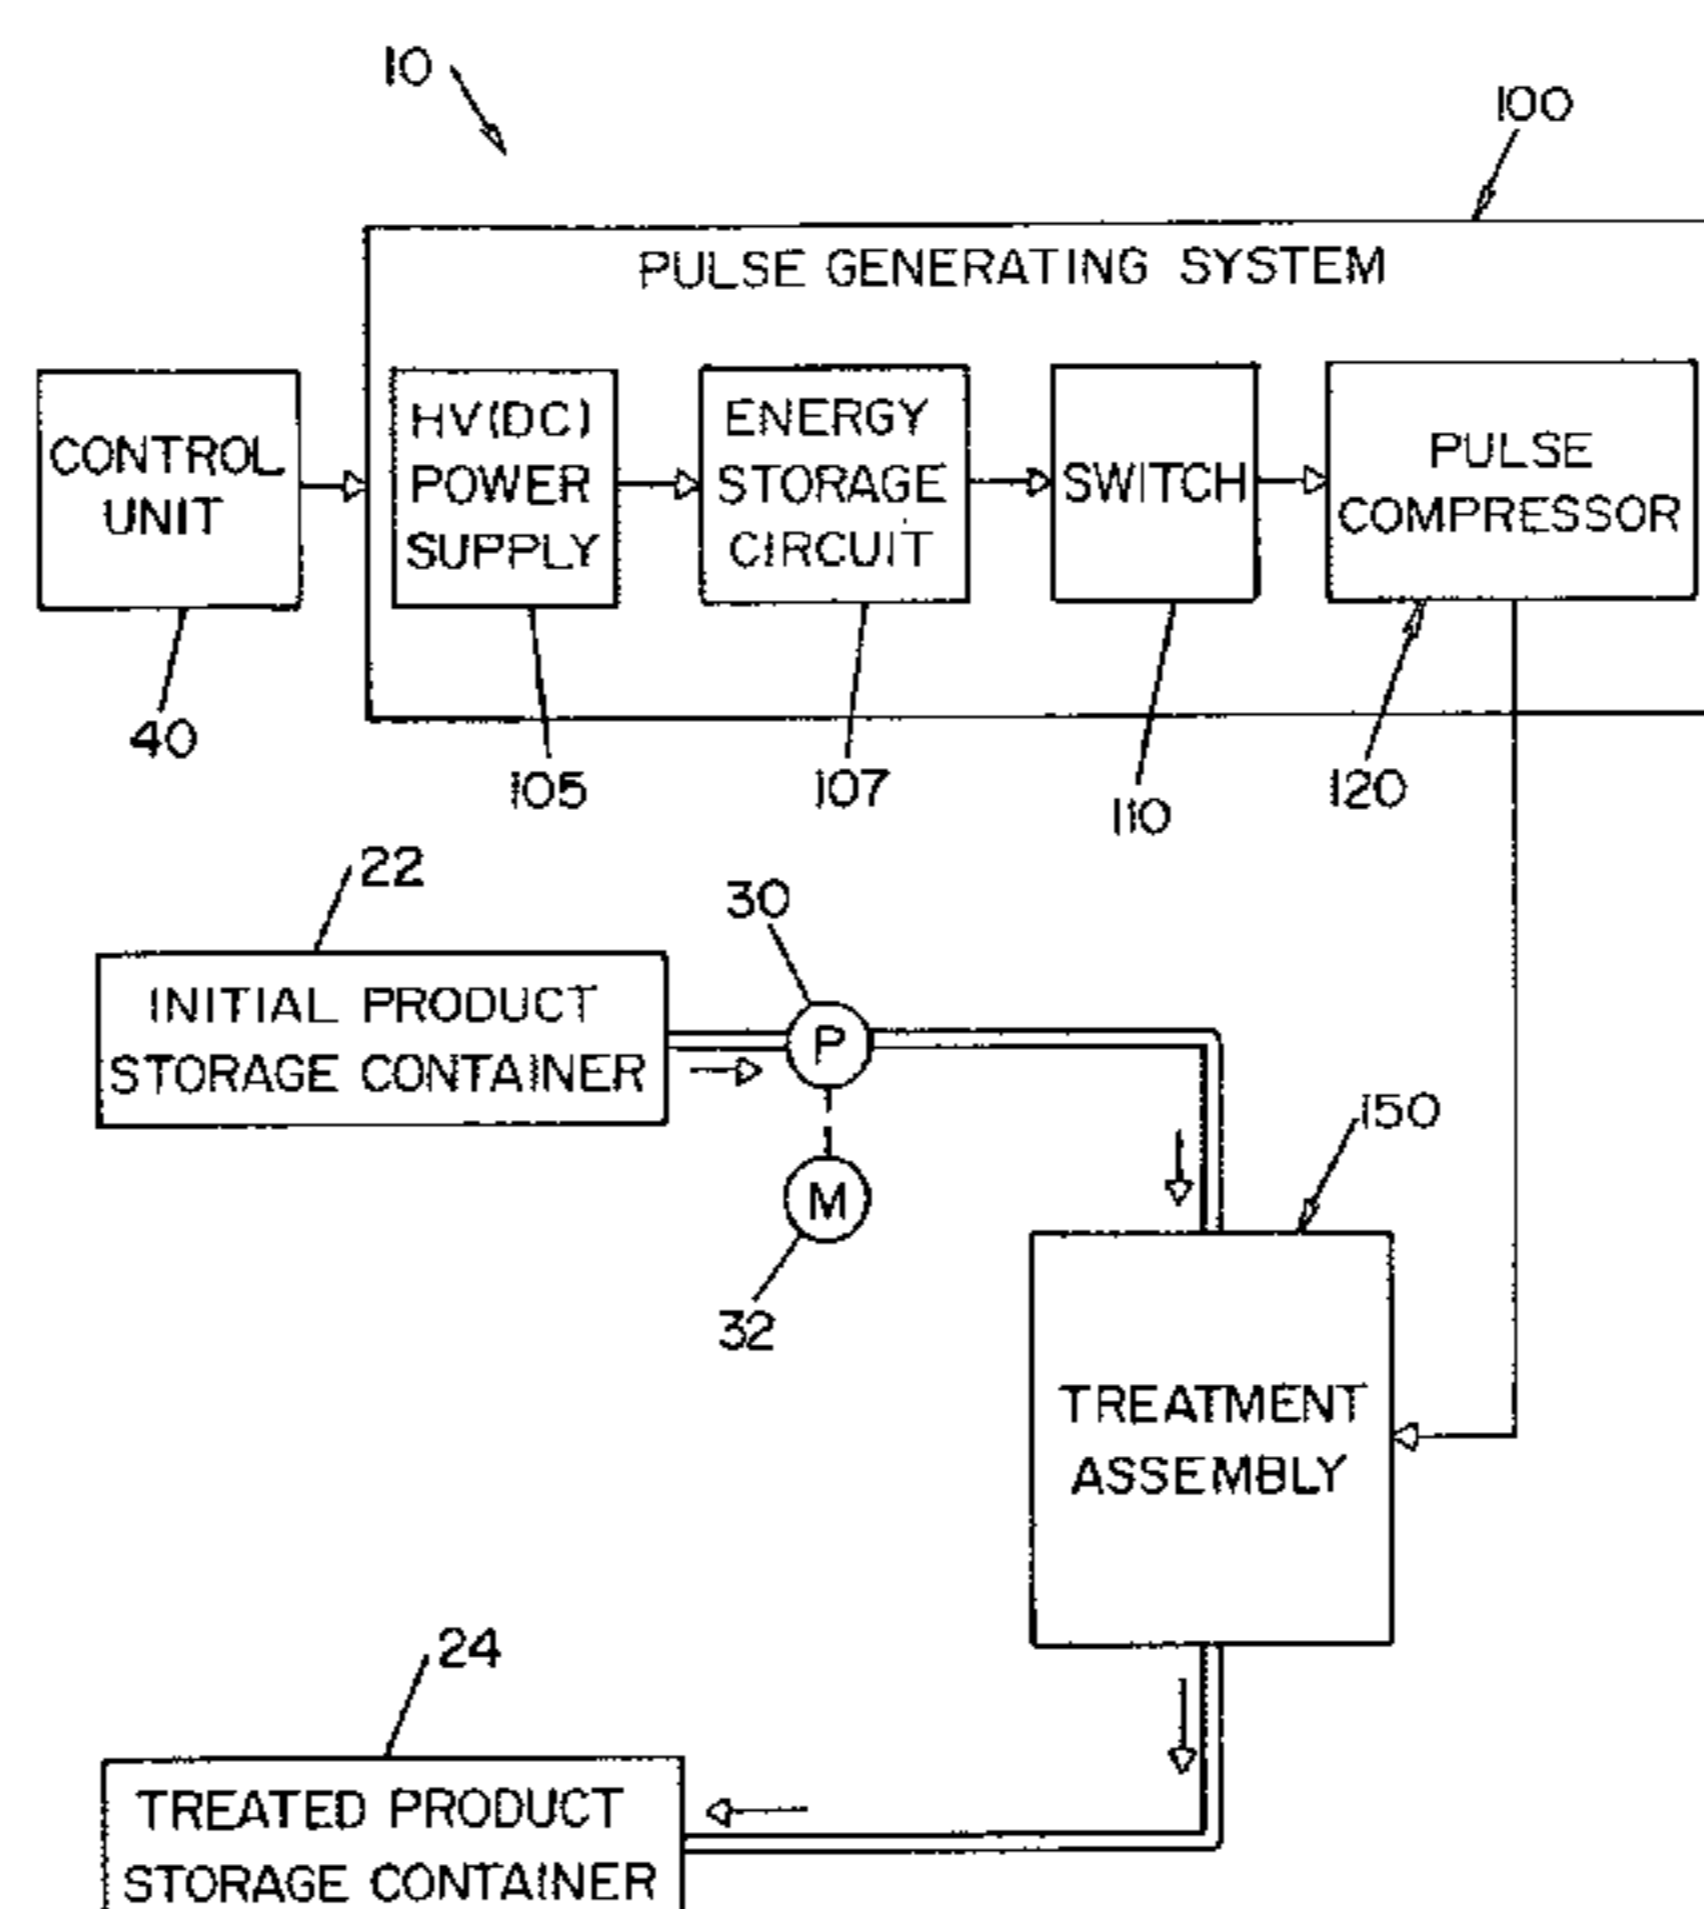 10
100
PULSE GENERATING SYSTEM
CONTROL
UNIT
HV(DC)
POWER
SUPPLY
ENERGY
STORAGE
CIRCUIT
SWITCH
PULSE
COMPRESSOR
40
105
107
110
120
22
30
INITIAL PRODUCT
STORAGE CONTAINER
P
M
32
150
TREATMENT
ASSEMBLY
24
TREATED PRODUCT
STORAGE CONTAINER